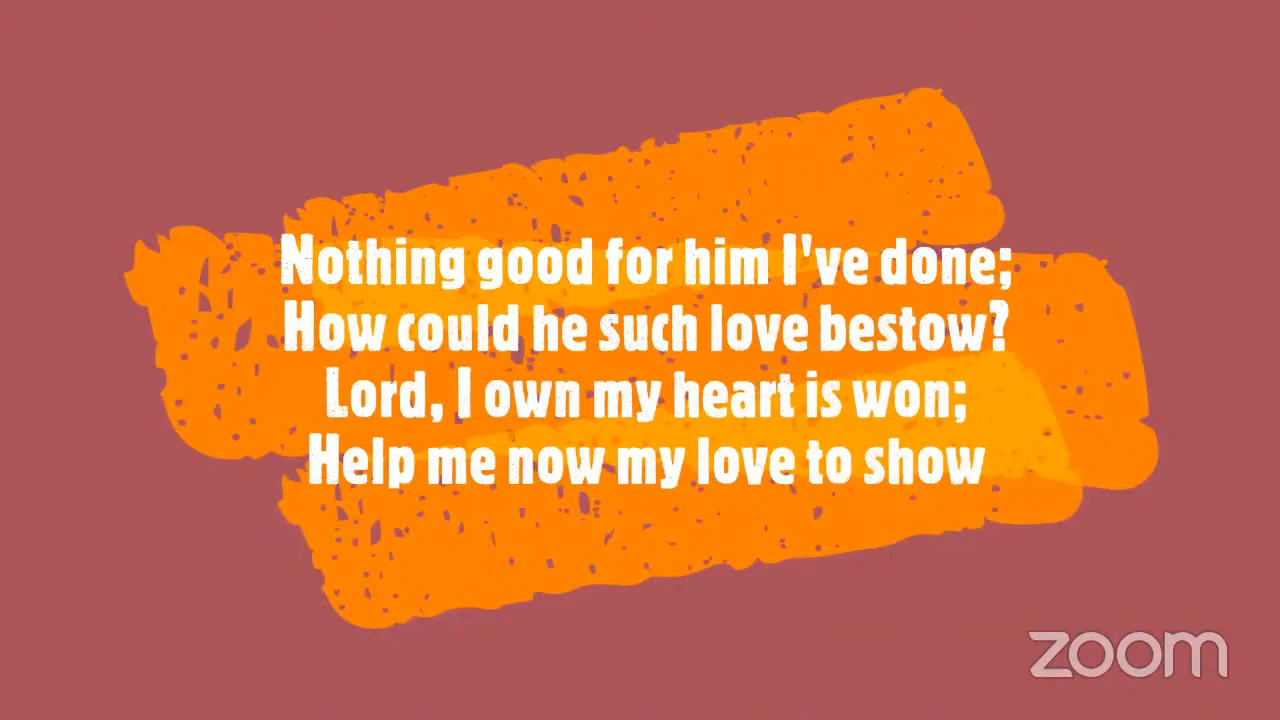 Nothing good for him I've done;
How could he such love bestow?
Lord, I own my heart is won;
Help me now my love to show
zoom